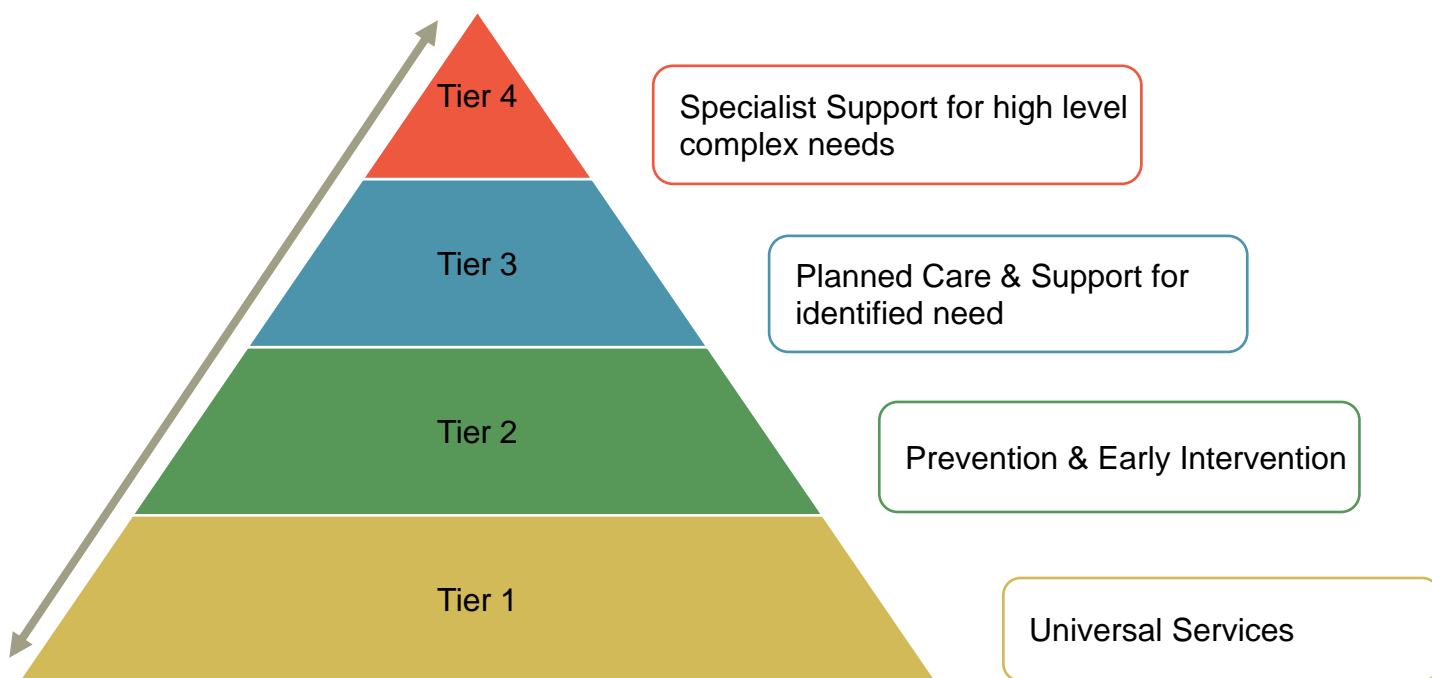 Tier 4
Specialist Support for high level
complex needs
Tier 3
Planned Care & Support for
identified need
Tier 2
Prevention & Early Intervention
Tier 1
Universal Services